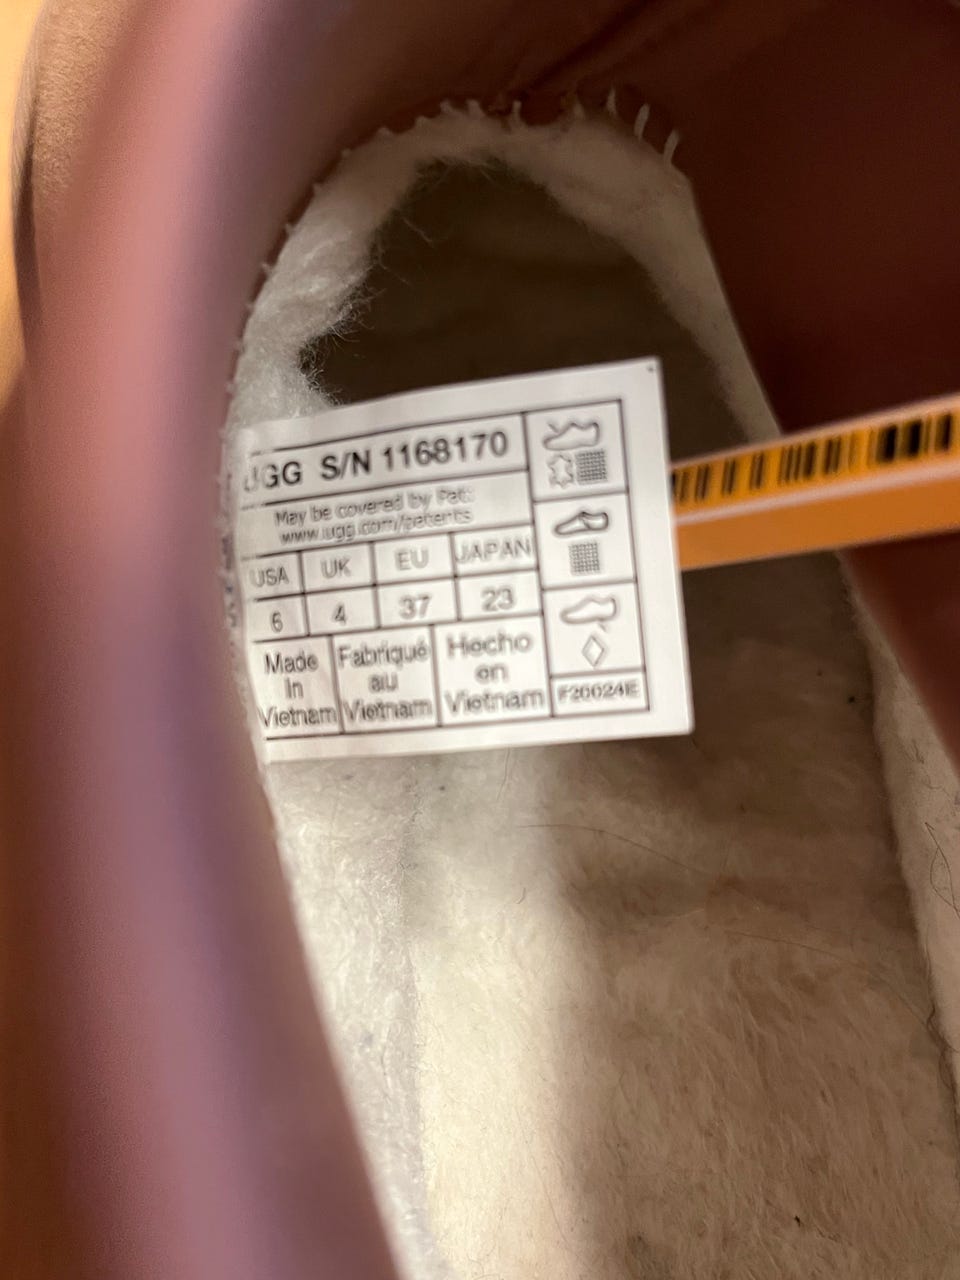 UGG S/N 1168170
May be covered by Pat.:
www.ugg.com/patents
USA UK EU JAPAN
6 4 37 23
Made
In
Vietnam
Fabriqué
au
Vietnam
Hecho
en
Vietnam
F20024E